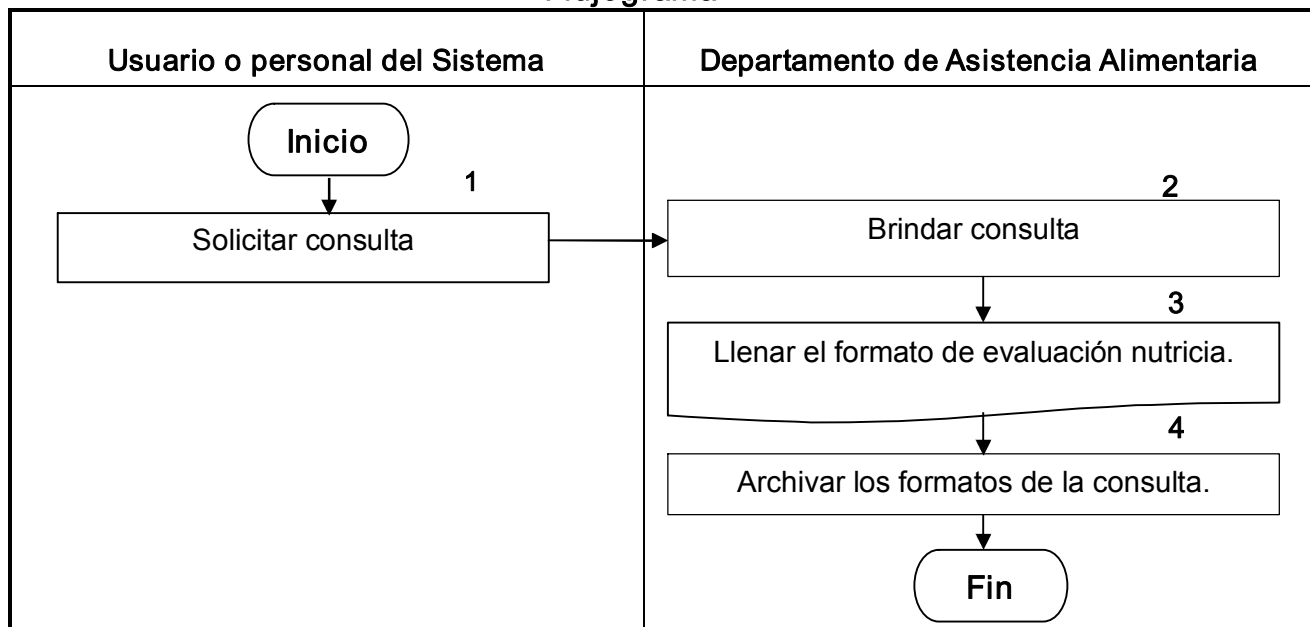 Usuario o personal del Sistema
Departamento de Asistencia Alimentaria
Inicio
1
Solicitar consulta
2
Brindar consulta
3
Llenar el formato de evaluación nutricia.
4
Archivar los formatos de la consulta.
Fin